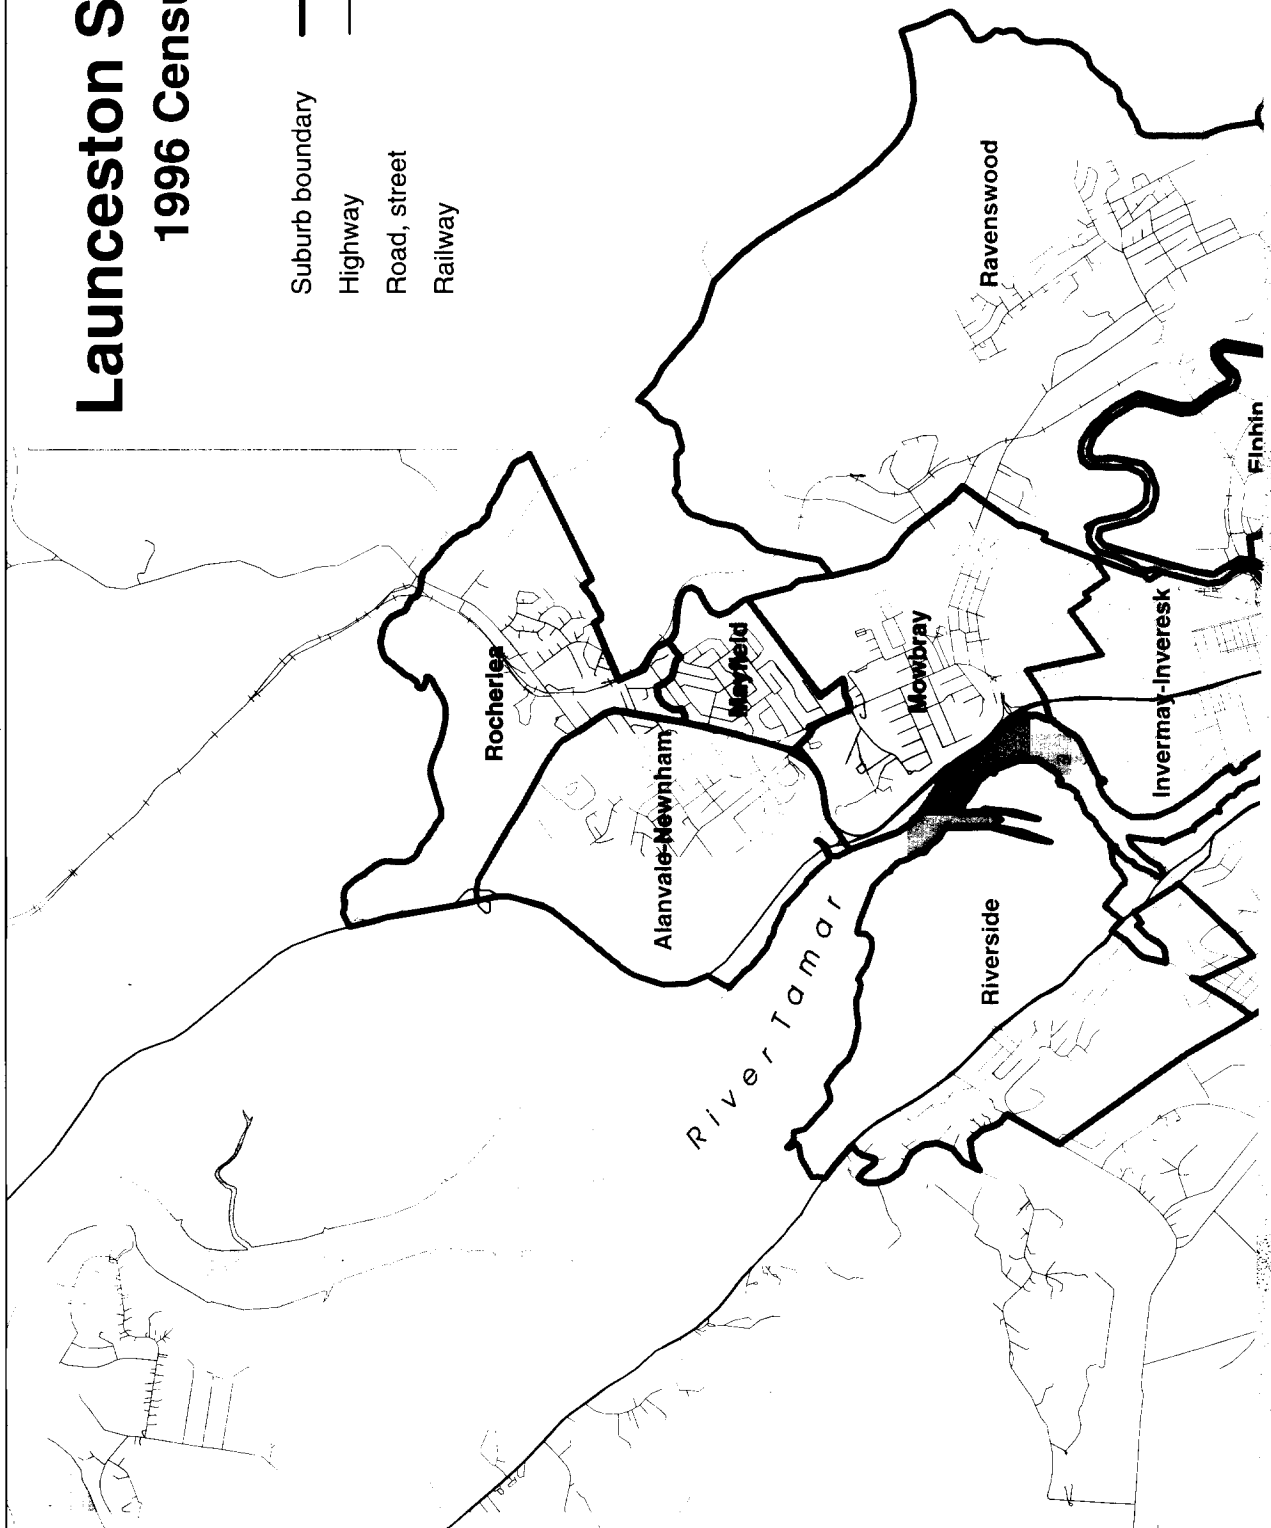 Launceston S
1996 Censu
Suburb boundary
Highway
Road, street
Railway
Ravenswood
Rocherlea
Mayfield
Mowbray
Alanvale-Newnham
Invermay-Inveresk
River Tamar
Riverside